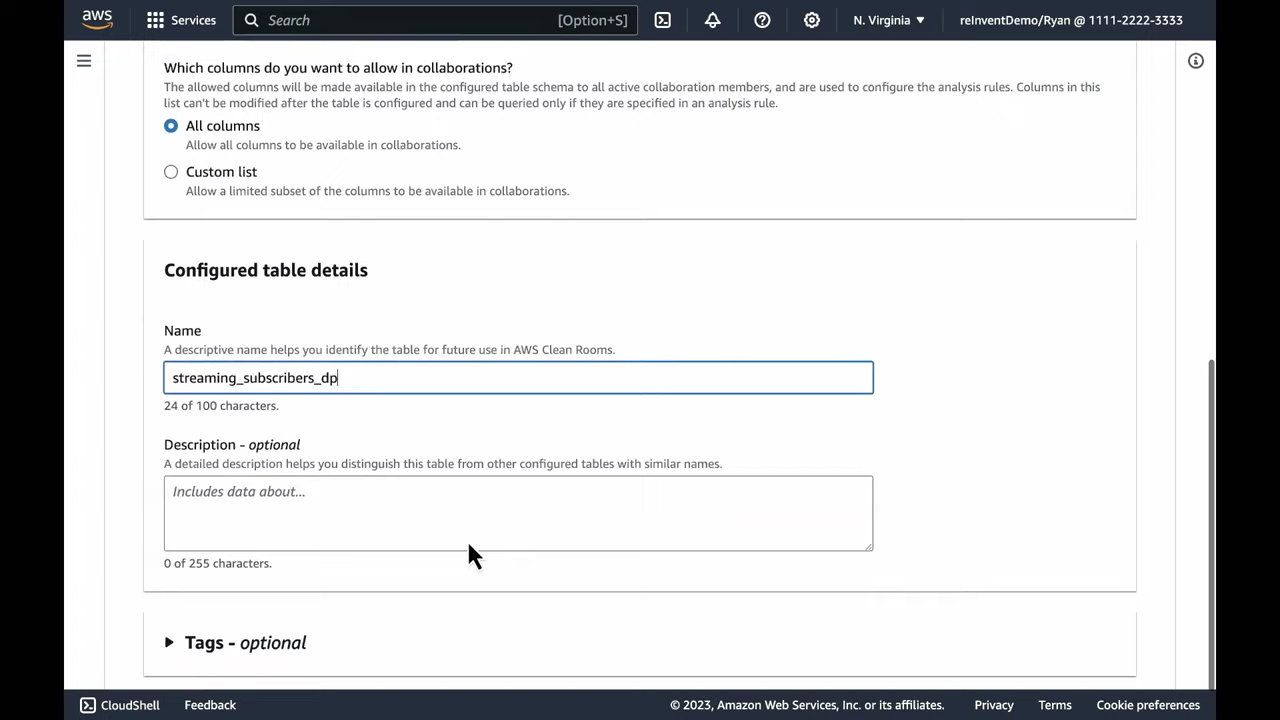 aws
Services
Search
[Option+S]
N. Virginia
reInventDemo/Ryan @ 1111-2222-3333
Which columns do you want to allow in collaborations?
The allowed columns will be made available in the configured table schema to all active collaboration members, and are used to configure the analysis rules. Columns in this
list can't be modified after the table is configured and can be queried only if they are specified in an analysis rule.
All columns
Allow all columns to be available in collaborations.
Custom list
Allow a limited subset of the columns to be available in collaborations.
Configured table details
Name
A descriptive name helps you identify the table for future use in AWS Clean Rooms.
streaming_subscribers_dp
24 of 100 characters.
Description - optional
A detailed description helps you distinguish this table from other configured tables with similar names.
Includes data about...
0 of 255 characters.
Tags - optional
CloudShell
Feedback
© 2023, Amazon Web Services, Inc. or its affiliates.
Privacy
Terms
Cookie preferences